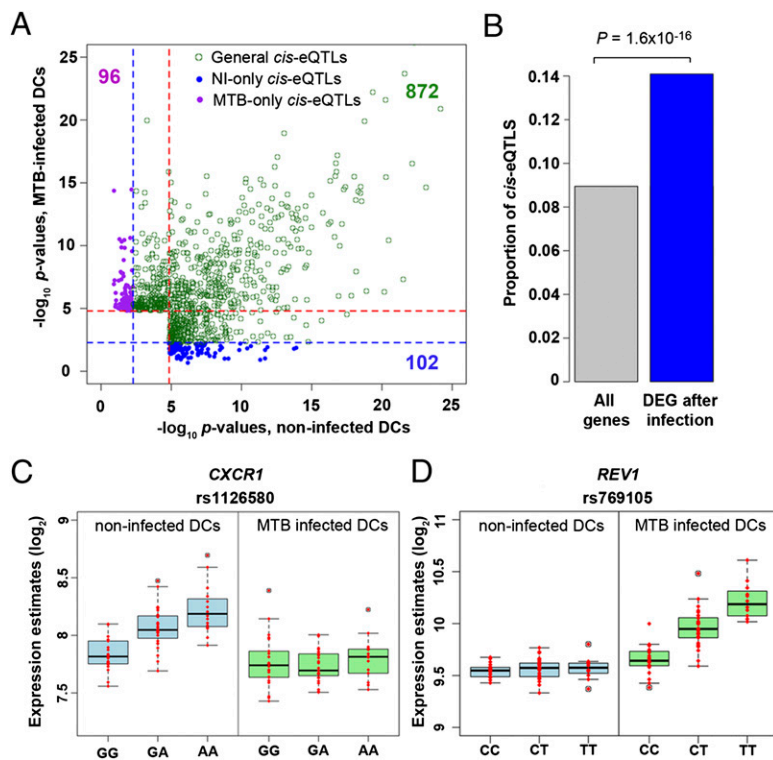 A
-log10 p-values, MTB-infected DCs
25
20
15
10
5
0
0
5
10
15
20
25
-log10 p-values, non-infected DCs
General cis-eQTLs
NI-only cis-eQTLs
MTB-only cis-eQTLs
96
872
102
B
P = 1.6x10-16
Proportion of cis-eQTLS
0.14
0.12
0.10
0.08
0.06
0.04
0.02
0
All
genes
DEG after
infection
C
CXCR1
rs1126580
non-infected DCs
MTB infected DCs
Expression estimates (log2)
9
8.5
8
7.5
GG
GA
AA
GG
GA
AA
D
REV1
rs769105
non-infected DCs
MTB infected DCs
Expression estimates (log2)
11
10.5
10
9.5
9
CC
CT
TT
CC
CT
TT